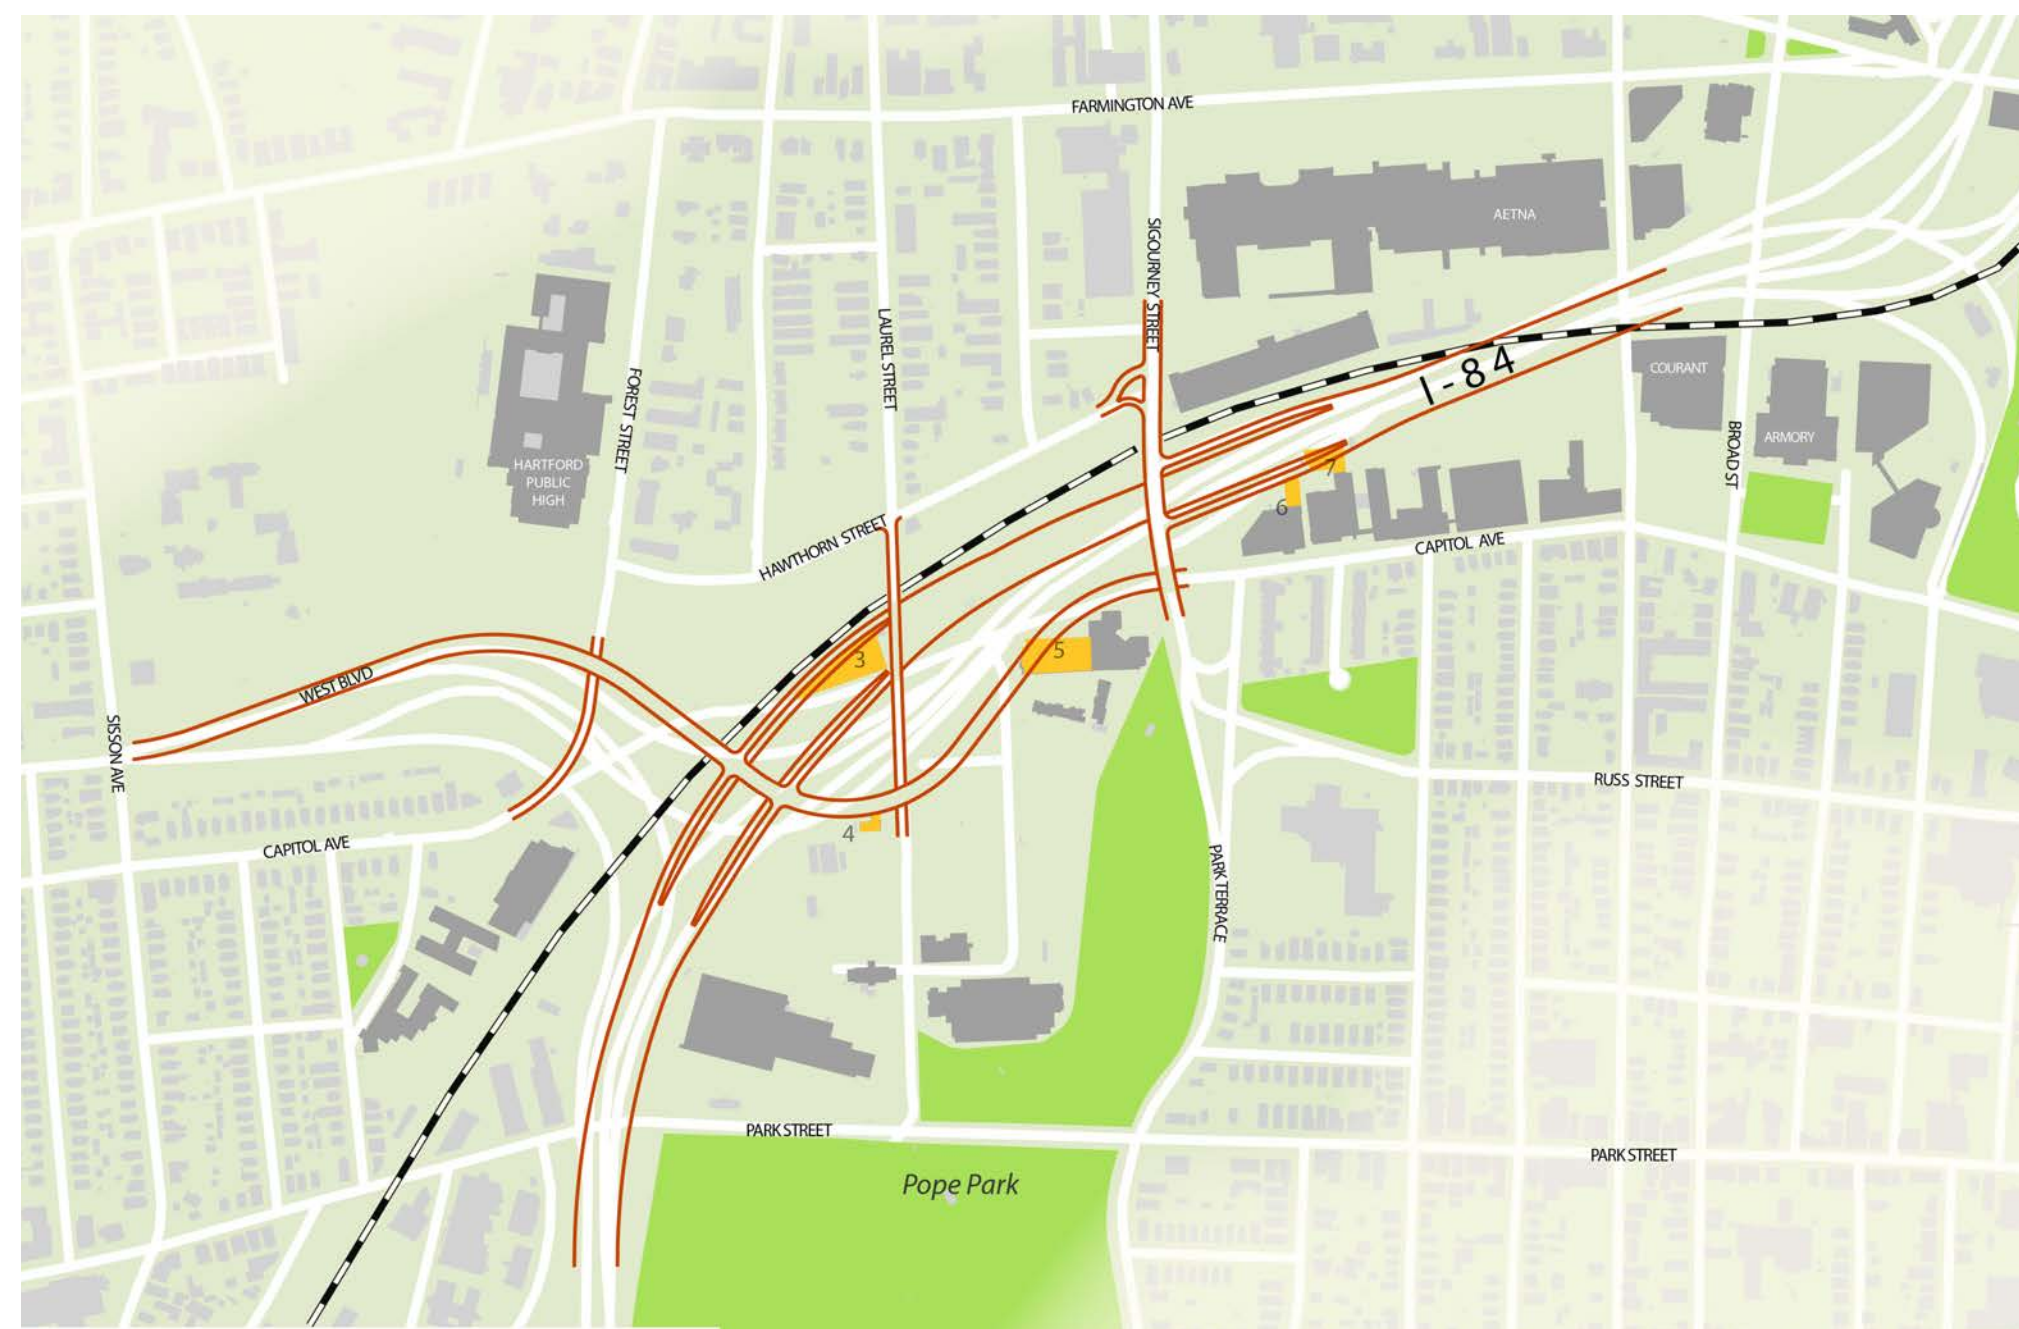 FARMINGTON AVE
AETNA
SIGOURNEY STREET
LAUREL STREET
FOREST STREET
I-84
COURANT
BROAD ST
ARMORY
HARTFORD
PUBLIC
HIGH
7
6
HAWTHORN STREET
CAPITOL AVE
3
5
WEST BLVD
SISSON AVE
RUSS STREET
4
CAPITOL AVE
PARK TERRACE
PARK STREET
PARK STREET
Pope Park